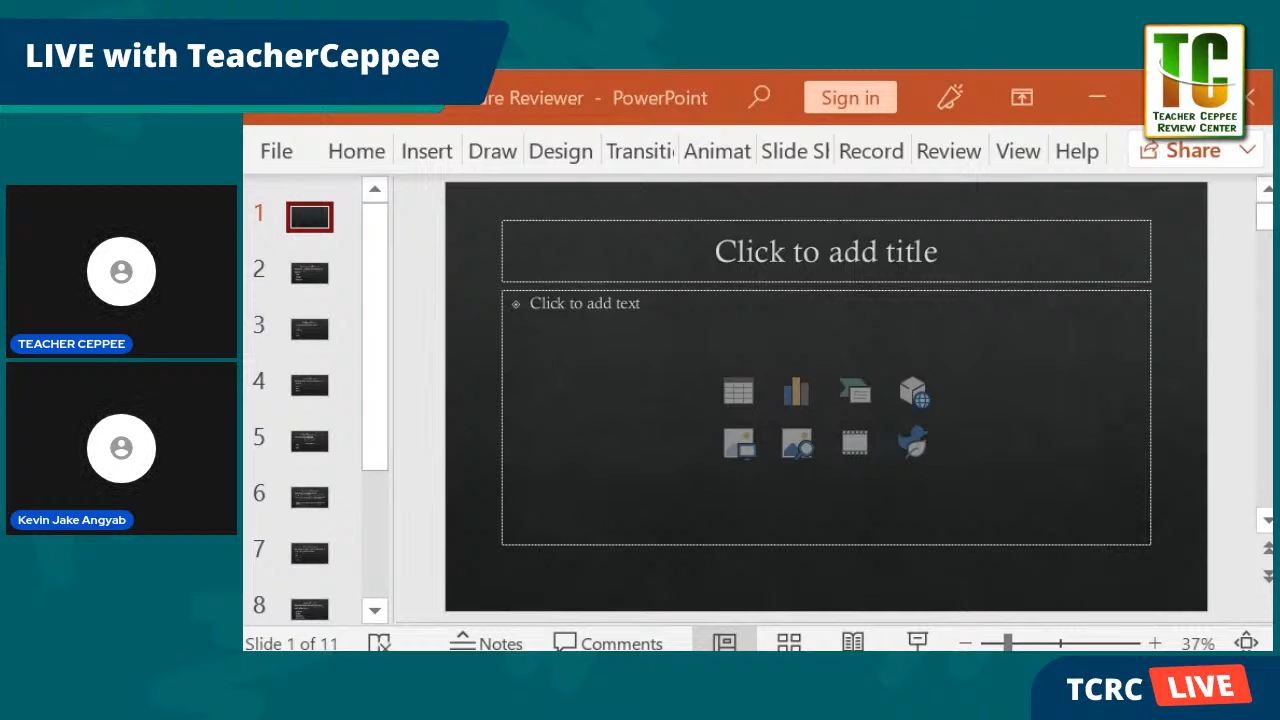 LIVE with TeacherCeppee
TC
TEACHER CEPPEE
REVIEW CENTER
re Reviewer - PowerPoint
Sign in
File Home Insert Draw Design Transiti Animat Slide Sl Record Review View Help
Share
1
2
3
4
5
6
7
8
Click to add title
Click to add text
TEACHER CEPPEE
Kevin Jake Angyab
Slide 1 of 11
Notes
Comments
37%
TCRC LIVE